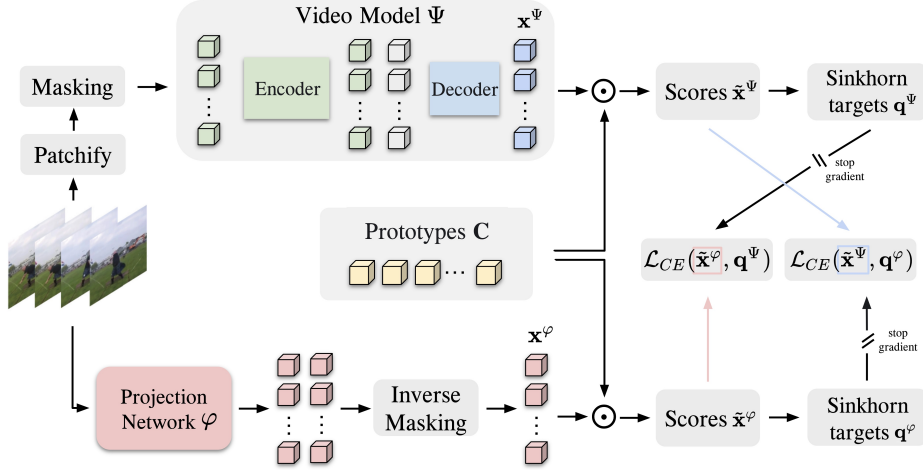 Video Model Ψ
x^Ψ
Masking
Encoder
Decoder
Patchify
Scores x̃^Ψ
Sinkhorn
targets q^Ψ
stop
gradient
Prototypes C
L_CE(x̃^φ, q^Ψ)
L_CE(x̃^Ψ, q^φ)
stop
gradient
x^φ
Projection
Network φ
Inverse
Masking
Scores x̃^φ
Sinkhorn
targets q^φ